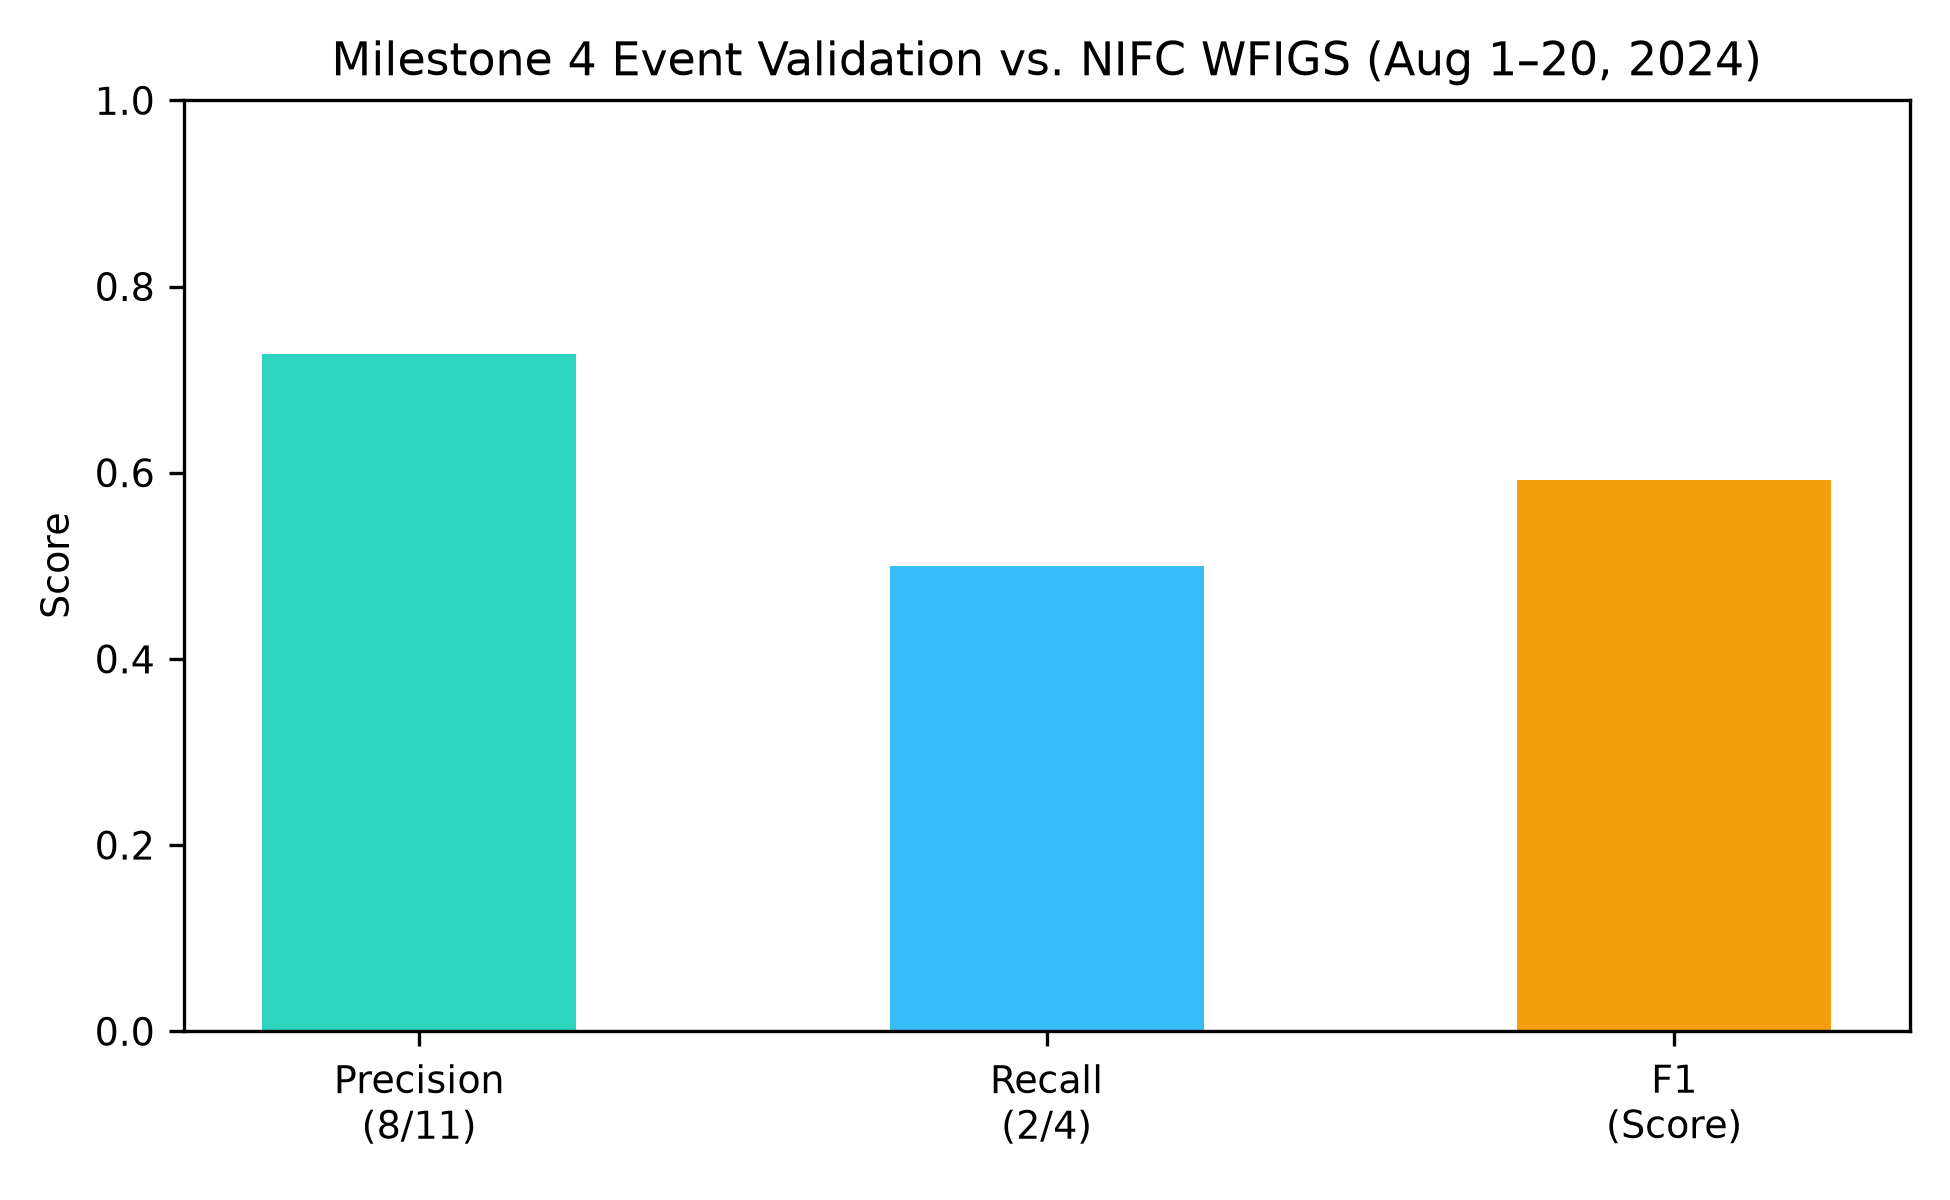 Milestone 4 Event Validation vs. NIFC WFIGS (Aug 1–20, 2024)
Score
1.0
0.8
0.6
0.4
0.2
0.0
Precision
(8/11)
Recall
(2/4)
F1
(Score)